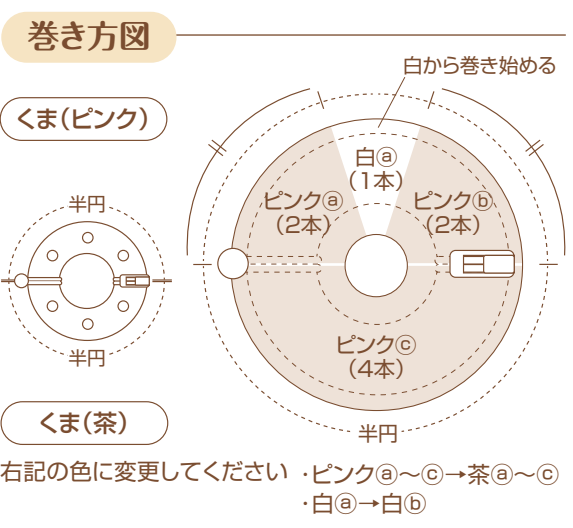 巻き方図
白から巻き始める
くま（ピンク）
白ⓐ
（1本）
ピンクⓐ
（2本）
ピンクⓑ
（2本）
半円
半円
ピンクⓒ
（4本）
半円
くま（茶）
右記の色に変更してください
・ピンクⓐ～ⓒ→茶ⓐ～ⓒ
・白ⓐ→白ⓑ